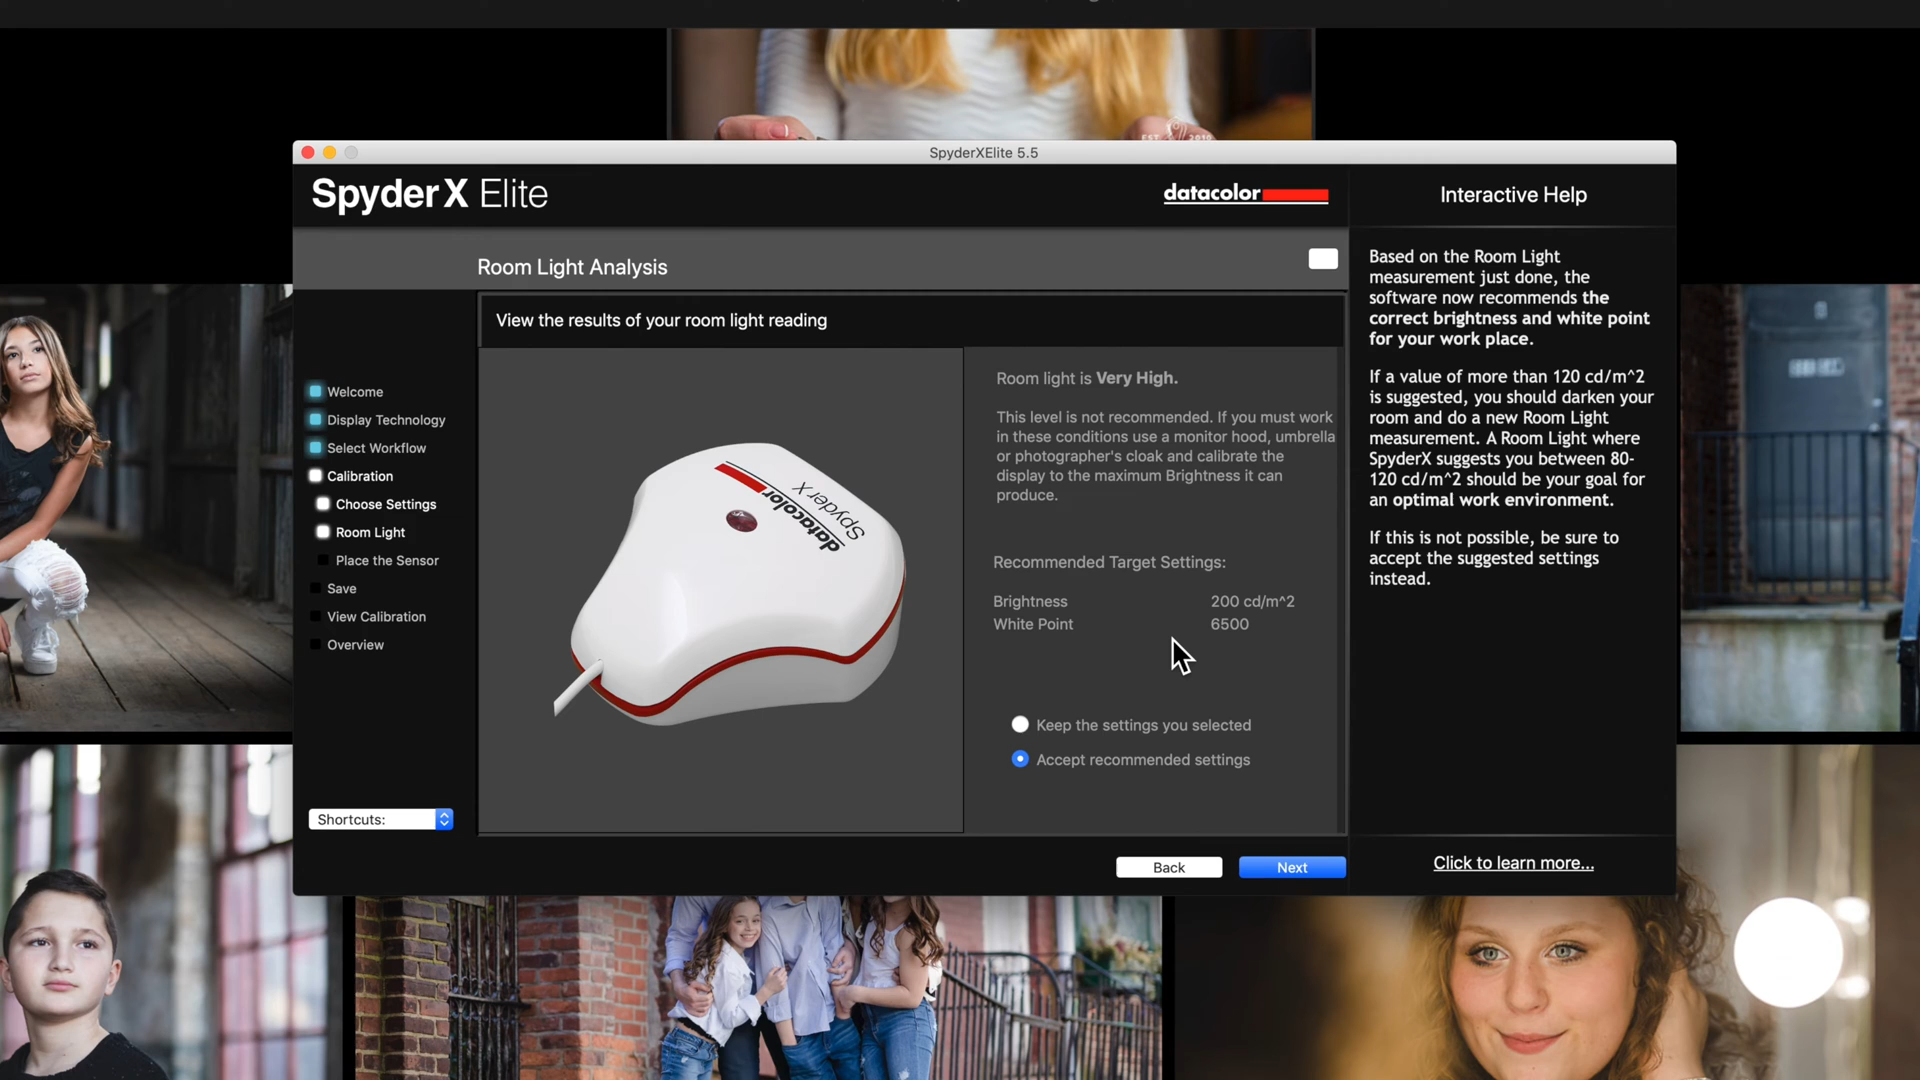 EST 2010
SpyderXElite 5.5
SpyderX Elite
datacolor
Interactive Help
Room Light Analysis
View the results of your room light reading
Welcome
Display Technology
Select Workflow
Calibration
Choose Settings
Room Light
Place the Sensor
Save
View Calibration
Overview
Shortcuts:
SpyderX
datacolor
Room light is Very High.
This level is not recommended. If you must work
in these conditions use a monitor hood, umbrella
or photographer's cloak and calibrate the
display to the maximum Brightness it can
produce.
Recommended Target Settings:
Brightness 200 cd/m^2
White Point 6500
Keep the settings you selected
Accept recommended settings
Back
Next
Based on the Room Light
measurement just done, the
software now recommends the
correct brightness and white point
for your work place.
If a value of more than 120 cd/m^2
is suggested, you should darken your
room and do a new Room Light
measurement. A Room Light where
SpyderX suggests you between 80-
120 cd/m^2 should be your goal for
an optimal work environment.
If this is not possible, be sure to
accept the suggested settings
instead.
Click to learn more...